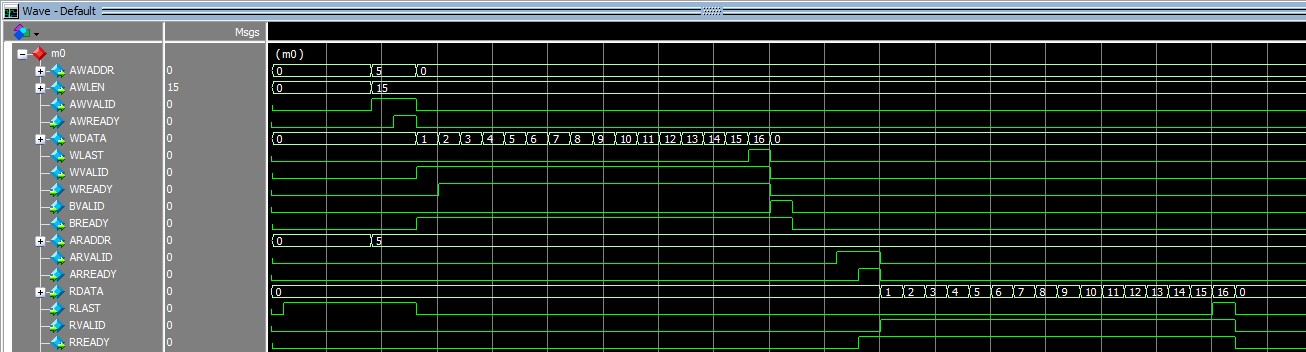 Wave - Default
Msgs
m0 (m0)
AWADDR 0 0 5 0
AWLEN 15 0 15
AWVALID 0
AWREADY 0
WDATA 0 0 1 2 3 4 5 6 7 8 9 10 11 12 13 14 15 16 0
WLAST 0
WVALID 0
WREADY 0
BVALID 0
BREADY 0
ARADDR 0 0 5
ARVALID 0
ARREADY 0
RDATA 0 0 1 2 3 4 5 6 7 8 9 10 11 12 13 14 15 16 0
RLAST 0
RVALID 0
RREADY 0